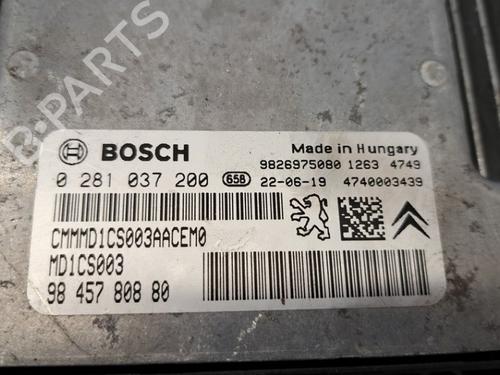 B-PARTS
BOSCH
Made in Hungary
9826975080 1263 4749
0 281 037 200 658 22-06-19 4740003439
CMMMD1CS003AACEM0
MD1CS003
98 457 808 80